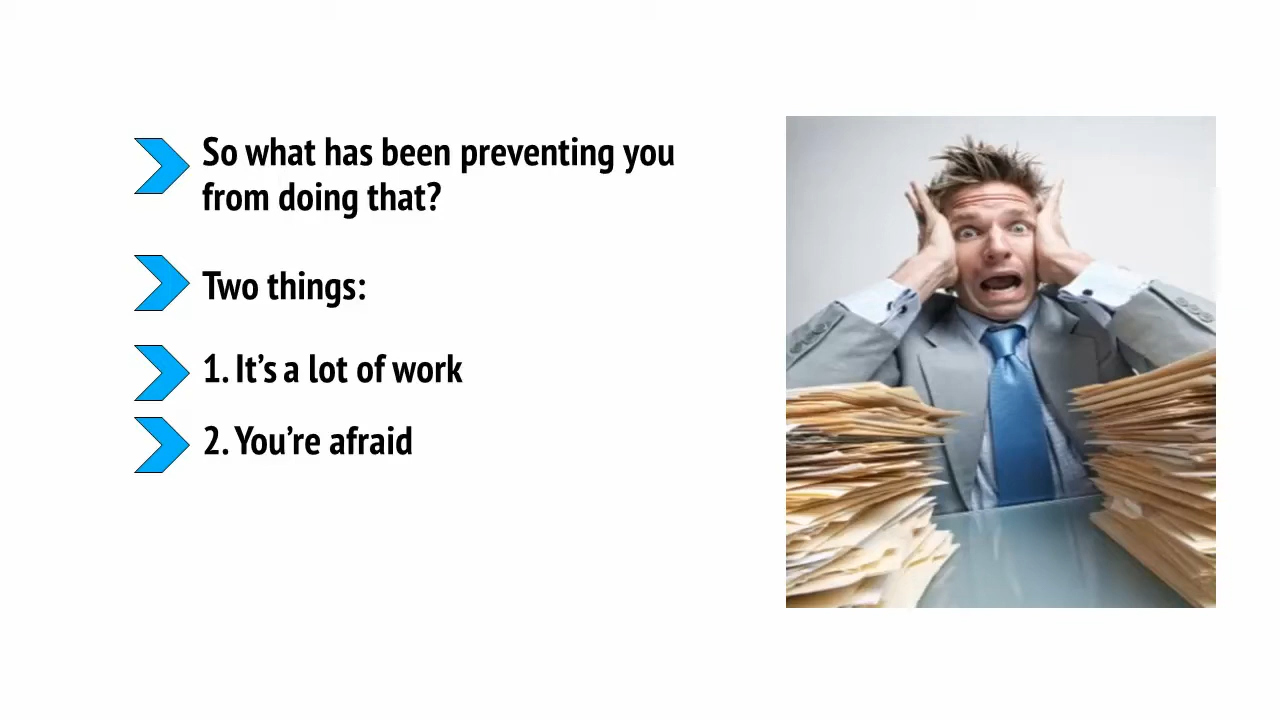 So what has been preventing you
from doing that?
Two things:
1. It’s a lot of work
2. You’re afraid